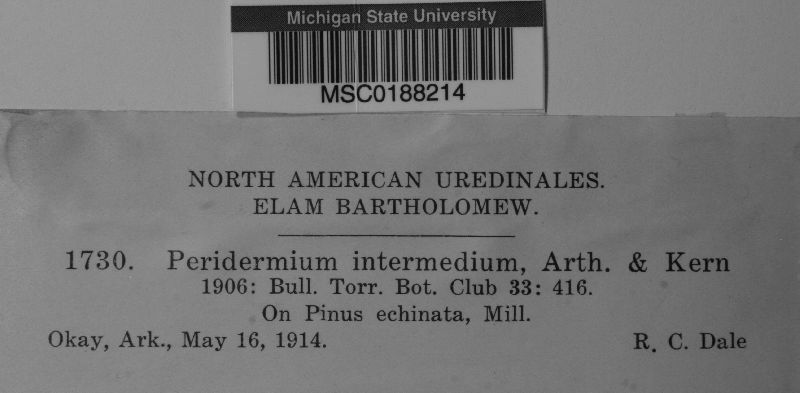 Michigan State University
MSC0188214
NORTH AMERICAN UREDINALES.
ELAM BARTHOLOMEW.
1730. Peridermium intermedium, Arth. & Kern
1906: Bull. Torr. Bot. Club 33: 416.
On Pinus echinata, Mill.
Okay, Ark., May 16, 1914. R. C. Dale